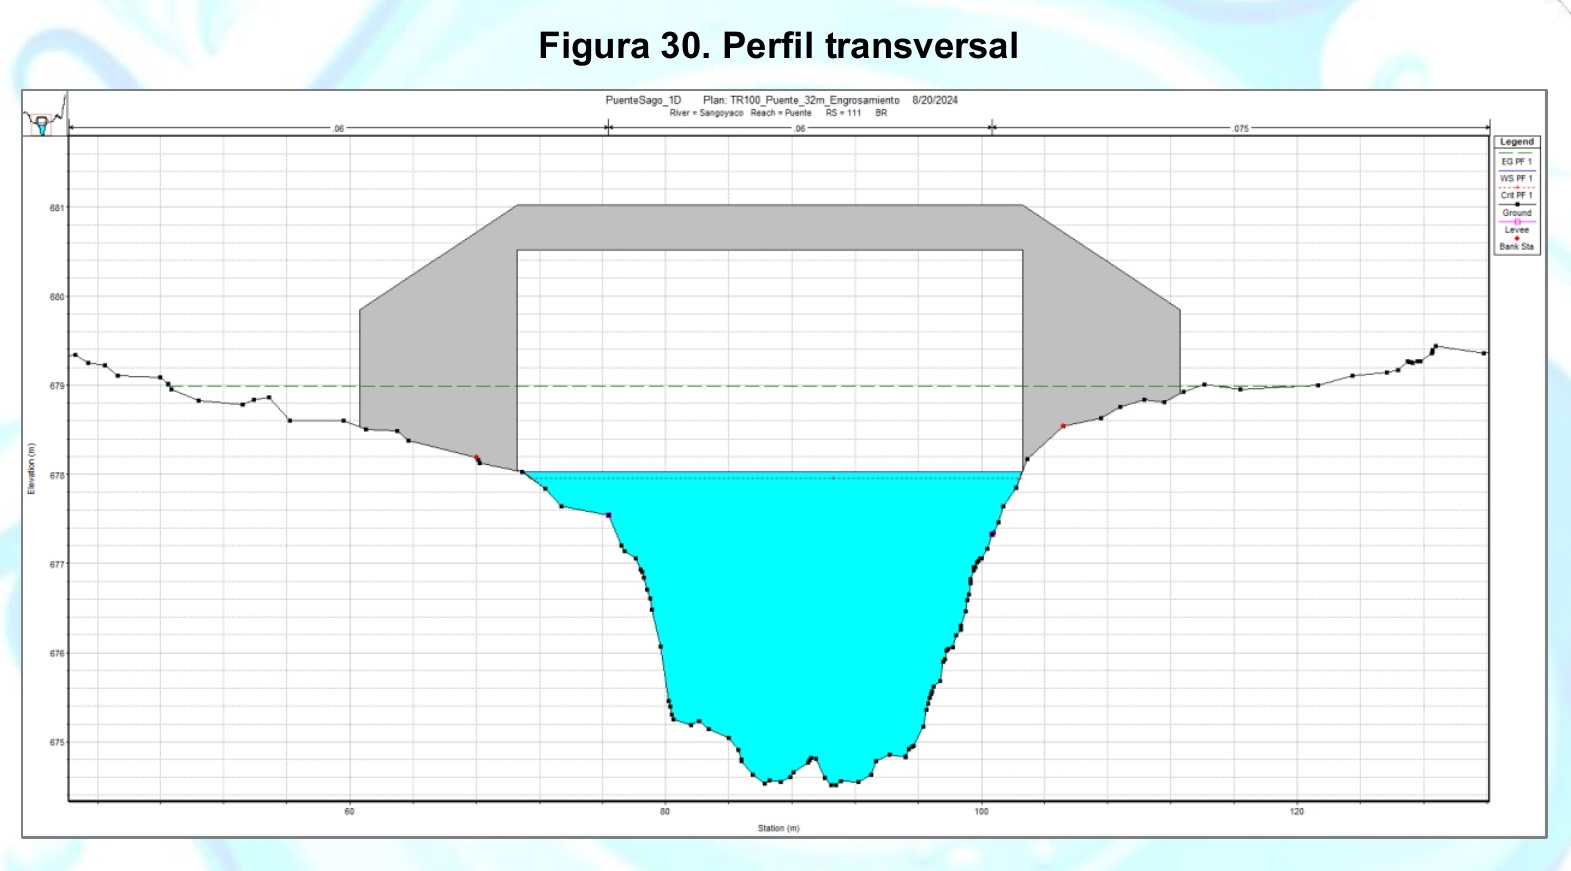 Figura 30. Perfil transversal
PuenteSago_1D Plan: TR100_Puente_32m_Engrosamiento 8/20/2024
River = Sangoyaco Reach = Puente RS = 111 BR
.06
.06
.075
Legend
EG PF 1
WS PF 1
Crit PF 1
Ground
Levee
Bank Sta
681
680
679
678
677
676
675
Elevation (m)
60
80
100
120
Station (m)